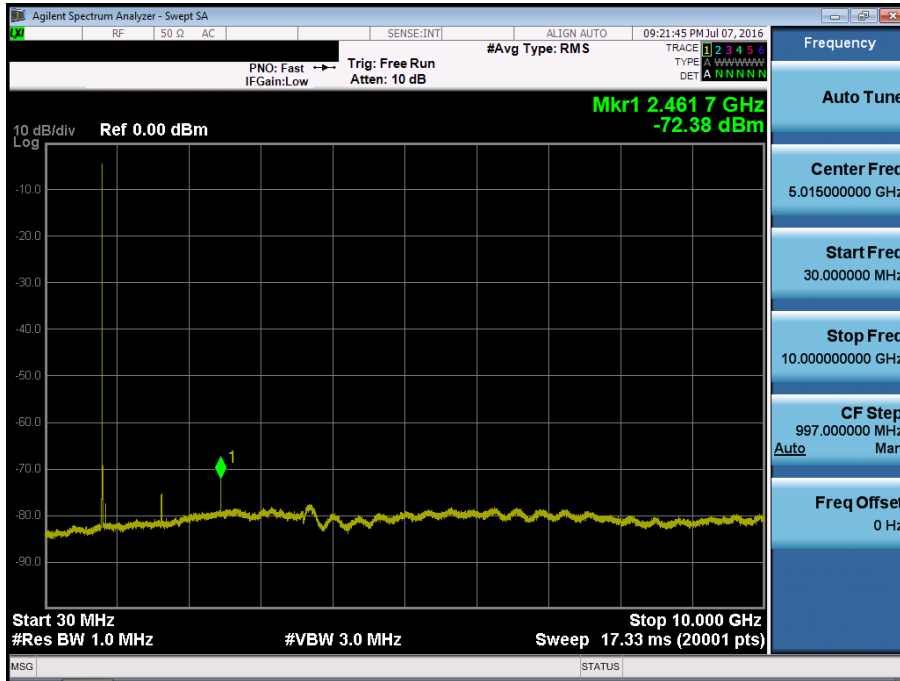 Agilent Spectrum Analyzer - Swept SA
LXI RF 50 Ω AC SENSE:INT ALIGN AUTO 09:21:45 PM Jul 07, 2016
#Avg Type: RMS TRACE 1 2 3 4 5 6
PNO: Fast Trig: Free Run TYPE A WWWWW
IFGain:Low Atten: 10 dB DET A N N N N N
Mkr1 2.461 7 GHz
-72.38 dBm
10 dB/div Ref 0.00 dBm
Log
-10.0
-20.0
-30.0
-40.0
-50.0
-60.0
-70.0
1
-80.0
-90.0
Start 30 MHz Stop 10.000 GHz
#Res BW 1.0 MHz #VBW 3.0 MHz Sweep 17.33 ms (20001 pts)
MSG STATUS
Frequency
Auto Tune
Center Freq
5.015000000 GHz
Start Freq
30.000000 MHz
Stop Freq
10.000000000 GHz
CF Step
997.000000 MHz
Auto Man
Freq Offset
0 Hz